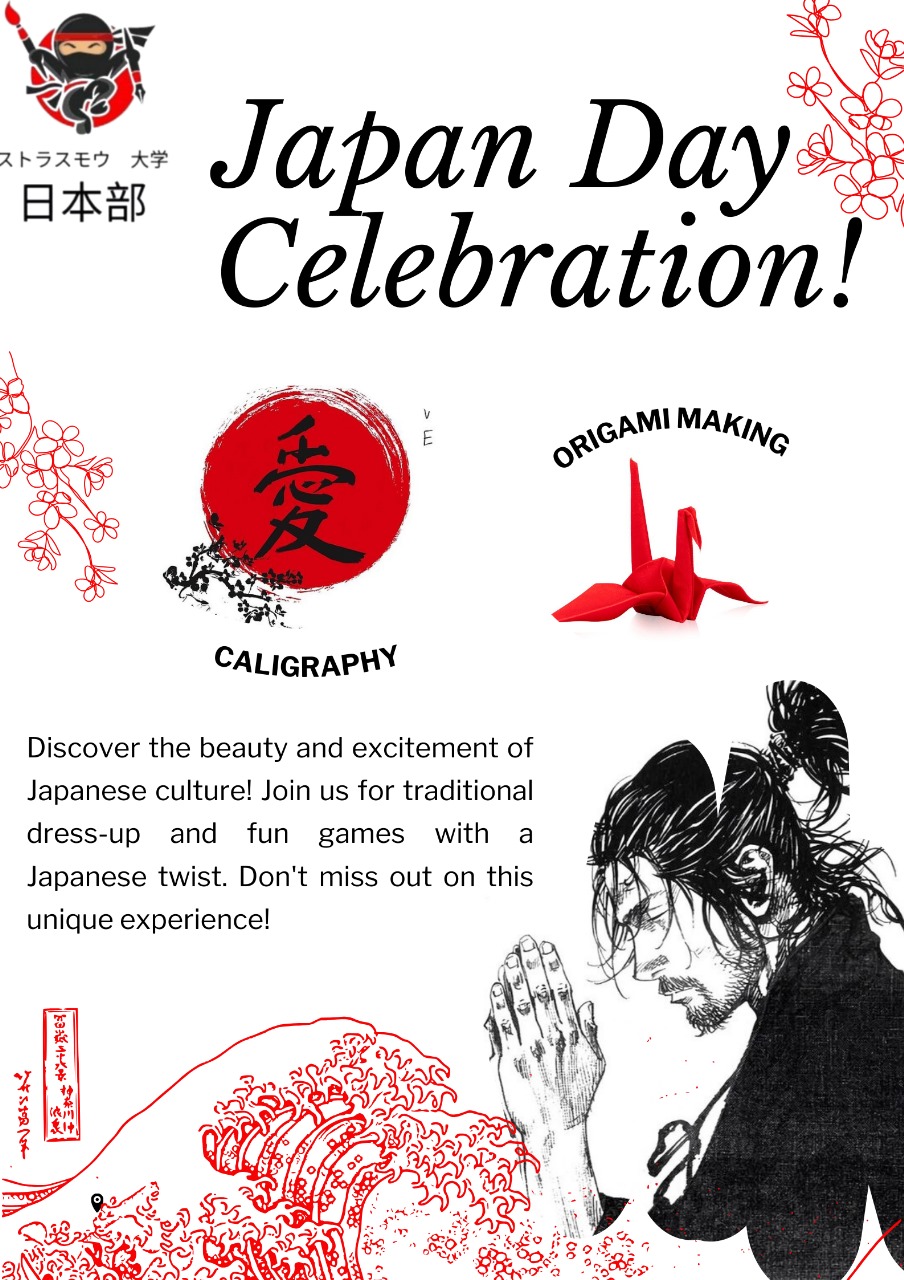 ストラスモウ 大学
日本部
Japan Day
Celebration!
愛
V
E
ORIGAMI MAKING
CALIGRAPHY
Discover the beauty and excitement of
Japanese culture! Join us for traditional
dress-up and fun games with a
Japanese twist. Don't miss out on this
unique experience!